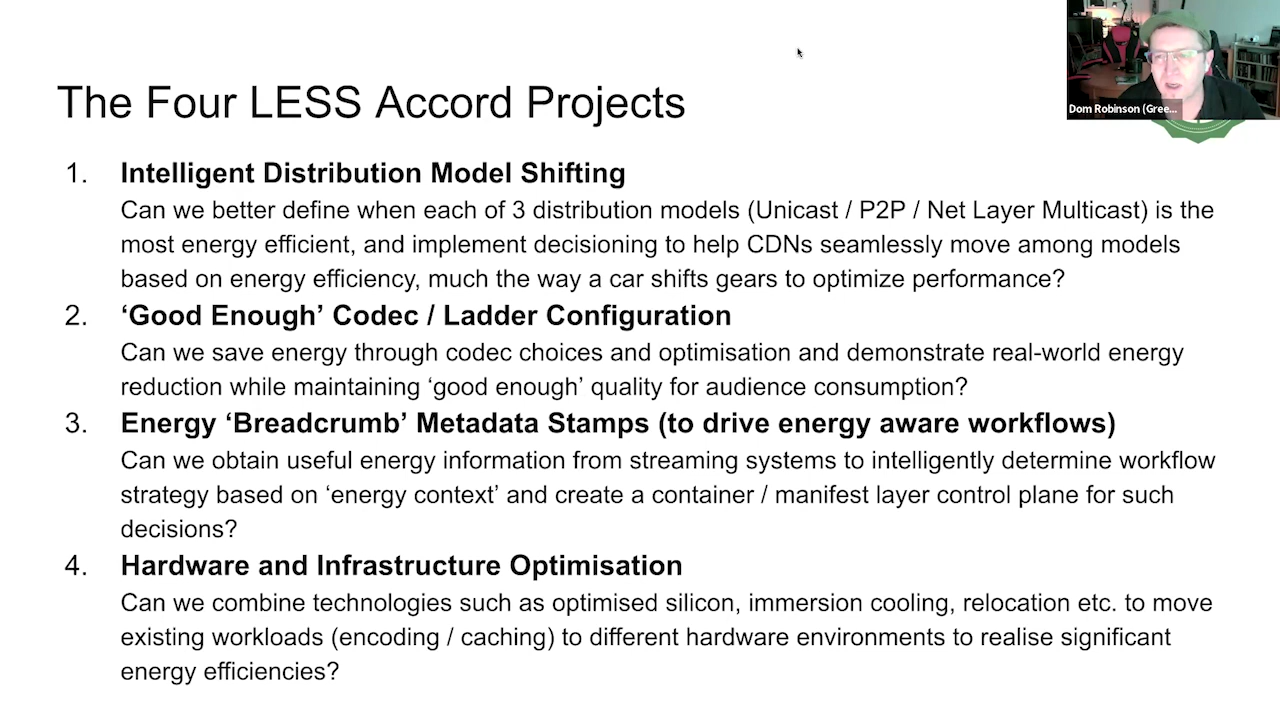 Dom Robinson (Gree...
The Four LESS Accord Projects
1. Intelligent Distribution Model Shifting
Can we better define when each of 3 distribution models (Unicast / P2P / Net Layer Multicast) is the
most energy efficient, and implement decisioning to help CDNs seamlessly move among models
based on energy efficiency, much the way a car shifts gears to optimize performance?
2. ‘Good Enough’ Codec / Ladder Configuration
Can we save energy through codec choices and optimisation and demonstrate real-world energy
reduction while maintaining ‘good enough’ quality for audience consumption?
3. Energy ‘Breadcrumb’ Metadata Stamps (to drive energy aware workflows)
Can we obtain useful energy information from streaming systems to intelligently determine workflow
strategy based on ‘energy context’ and create a container / manifest layer control plane for such
decisions?
4. Hardware and Infrastructure Optimisation
Can we combine technologies such as optimised silicon, immersion cooling, relocation etc. to move
existing workloads (encoding / caching) to different hardware environments to realise significant
energy efficiencies?